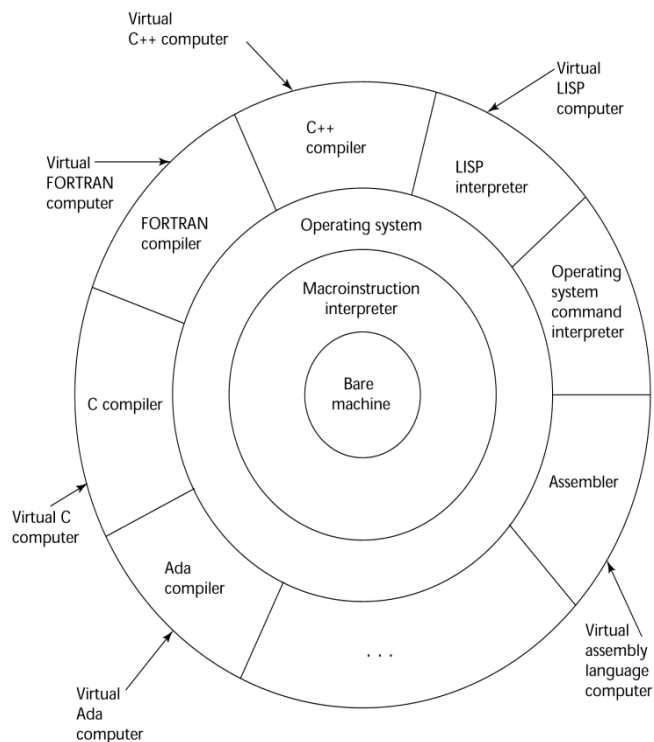 Virtual
C++ computer
Virtual
LISP
computer
C++
compiler
Virtual
FORTRAN
computer
LISP
interpreter
FORTRAN
compiler
Operating system
Operating
system
command
interpreter
Macroinstruction
interpreter
Bare
machine
C compiler
Assembler
Virtual C
computer
Ada
compiler
Virtual
assembly
language
computer
. . .
Virtual
Ada
computer